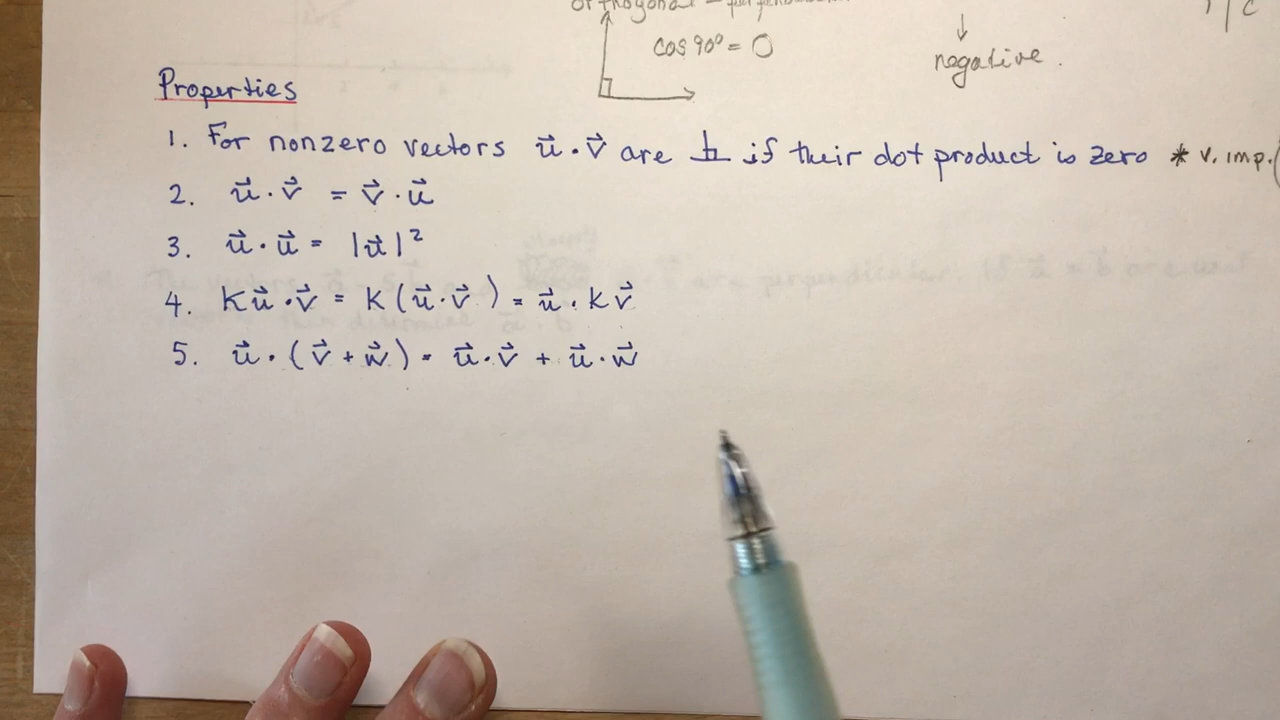 cos 90° = 0
negative.
Properties
1. For nonzero vectors u⃗ · v⃗ are ⊥ if their dot product is zero * v. imp.(
2. u⃗ · v⃗ = v⃗ · u⃗
3. u⃗ · u⃗ = |u⃗|²
4. Ku⃗ · v⃗ = K(u⃗ · v⃗) = u⃗ · Kv⃗
5. u⃗ · (v⃗ + w⃗) = u⃗ · v⃗ + u⃗ · w⃗